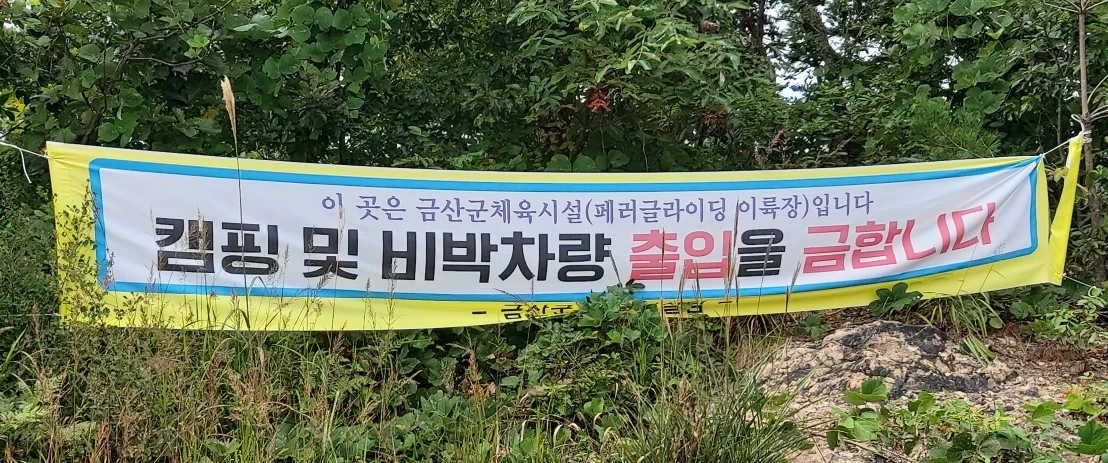 이 곳은 금산군체육시설(페러글라이딩 이륙장)입니다
캠핑 및 비박차량 출입을 금합니다